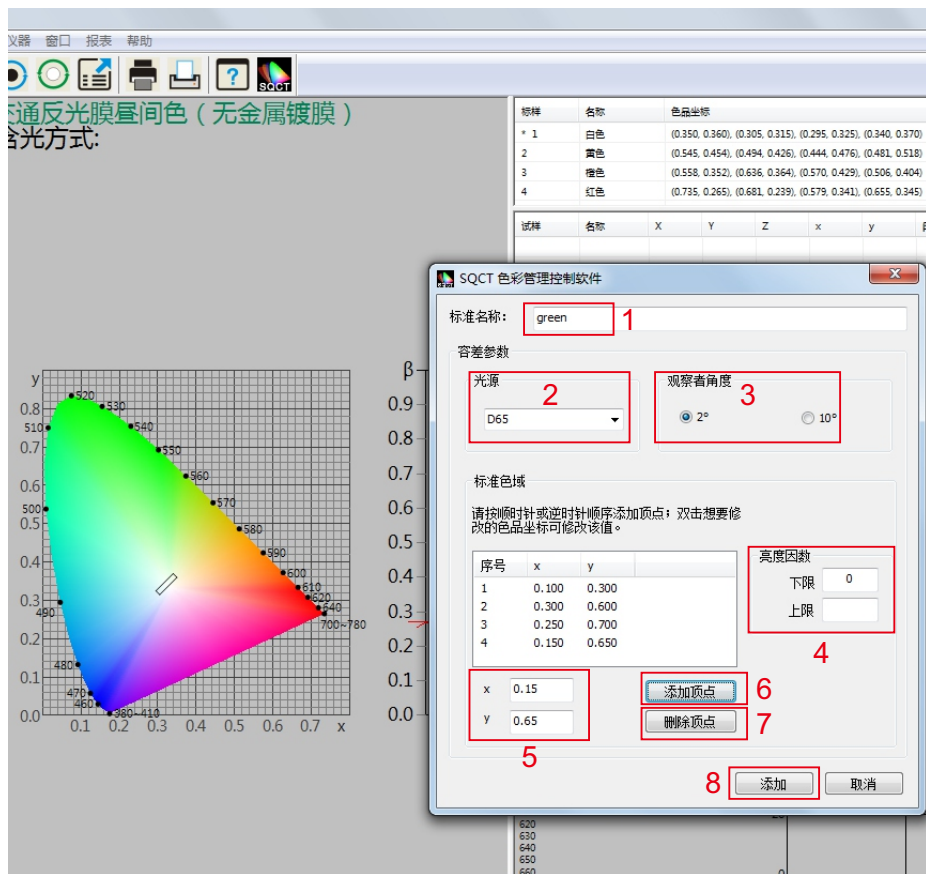 仪器 窗口 报表 帮助
SQCT
交通反光膜昼间色（无金属镀膜）
含光方式:
标样 名称 色品坐标
* 1 白色 (0.350, 0.360), (0.305, 0.315), (0.295, 0.325), (0.340, 0.370)
2 黄色 (0.545, 0.454), (0.494, 0.426), (0.444, 0.476), (0.481, 0.518)
3 橙色 (0.558, 0.352), (0.636, 0.364), (0.570, 0.429), (0.506, 0.404)
4 红色 (0.735, 0.265), (0.681, 0.239), (0.579, 0.341), (0.655, 0.345)
试样 名称 X Y Z x y
SQCT 色彩管理控制软件
x
标准名称: green 1
容差参数
光源 2
D65
观察者角度 3
2° 10°
标准色域
请按顺时针或逆时针顺序添加顶点；双击想要修
改的色品坐标可修改该值。
序号 x y
1 0.100 0.300
2 0.300 0.600
3 0.250 0.700
4 0.150 0.650
亮度因数
下限 0
上限
4
x 0.15
y 0.65
5
添加顶点 6
删除顶点 7
8 添加 取消
y
0.8
0.7
0.6
0.5
0.4
0.3
0.2
0.1
0.0
0.1 0.2 0.3 0.4 0.5 0.6 0.7 x
520
530
510
540
550
560
570
500
580
590
600
610
620
640
700~780
490
480
470
460
380~410
β
0.9
0.8
0.7
0.6
0.5
0.4
0.3
0.2
0.1
0.0
620
630
640
650
660
0